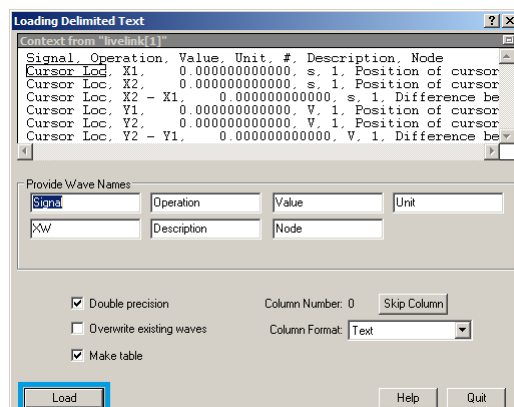 Loading Delimited Text
Context from "livelink[1]"
Signal, Operation, Value, Unit, #, Description, Node
Cursor Loc, X1, 0.000000000000, s, 1, Position of cursor
Cursor Loc, X2, 0.000000000000, s, 1, Position of cursor
Cursor Loc, X2 - X1, 0.000000000000, s, 1, Difference be
Cursor Loc, Y1, 0.000000000000, V, 1, Position of cursor
Cursor Loc, Y2, 0.000000000000, V, 1, Position of cursor
Cursor Loc, Y2 - Y1, 0.000000000000, V, 1, Difference be
Provide Wave Names
Signal Operation Value Unit
XW Description Node
Double precision Column Number: 0 Skip Column
Overwrite existing waves Column Format: Text
Make table
Load Help Quit